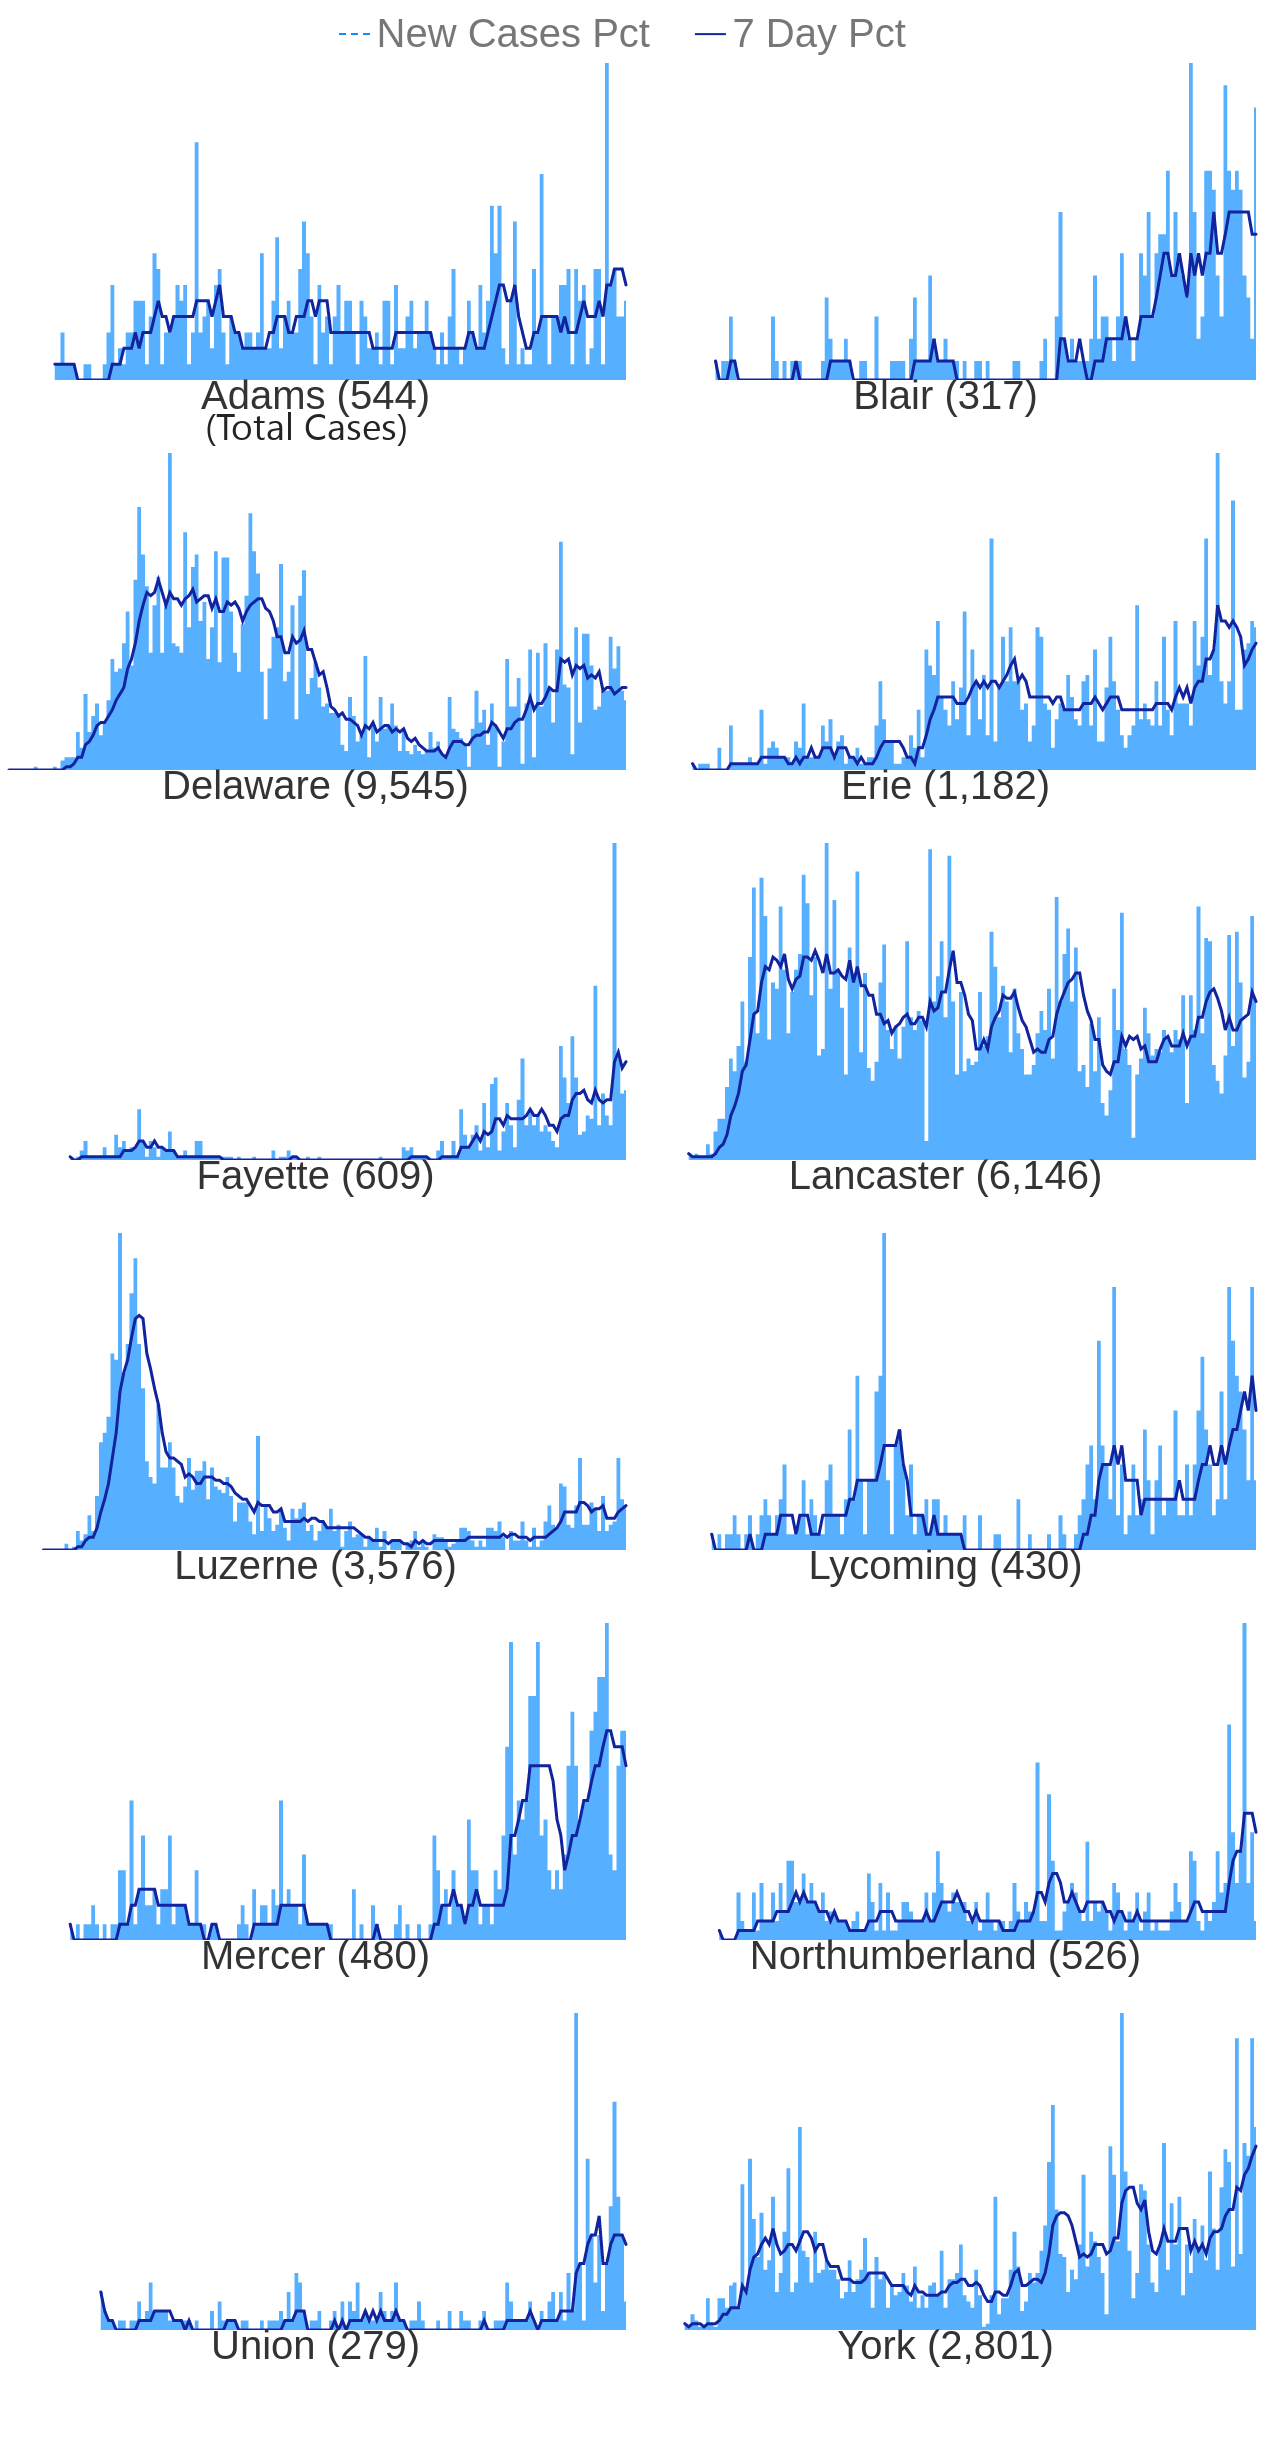 New Cases Pct 7 Day Pct
Adams (544) Blair (317)
(Total Cases)
Delaware (9,545) Erie (1,182)
Fayette (609) Lancaster (6,146)
Luzerne (3,576) Lycoming (430)
Mercer (480) Northumberland (526)
Union (279) York (2,801)